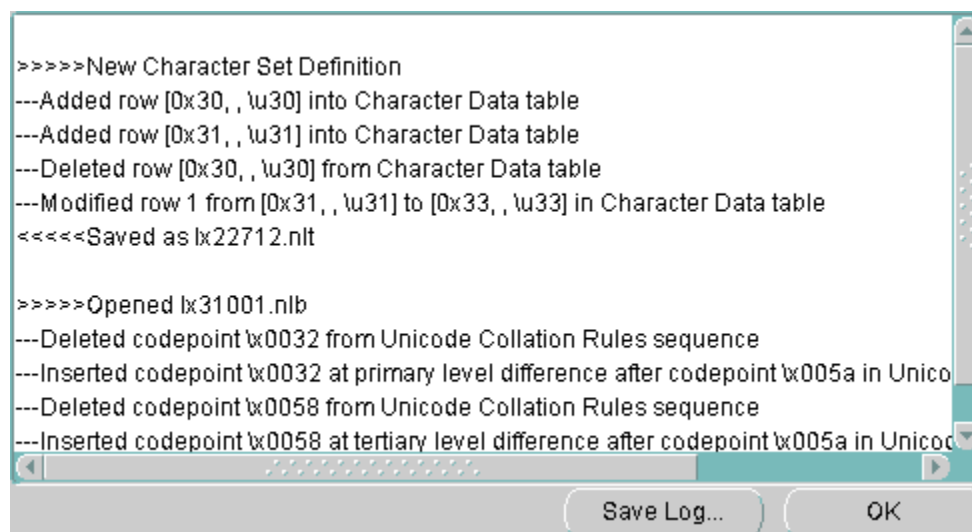 >>>>>New Character Set Definition
---Added row [0x30, , \u30] into Character Data table
---Added row [0x31, , \u31] into Character Data table
---Deleted row [0x30, , \u30] from Character Data table
---Modified row 1 from [0x31, , \u31] to [0x33, , \u33] in Character Data table
<<<<<Saved as lx22712.nlt
>>>>>Opened lx31001.nlb
---Deleted codepoint \x0032 from Unicode Collation Rules sequence
---Inserted codepoint \x0032 at primary level difference after codepoint \x005a in Unico
---Deleted codepoint \x0058 from Unicode Collation Rules sequence
---Inserted codepoint \x0058 at tertiary level difference after codepoint \x005a in Unicod
Save Log... OK